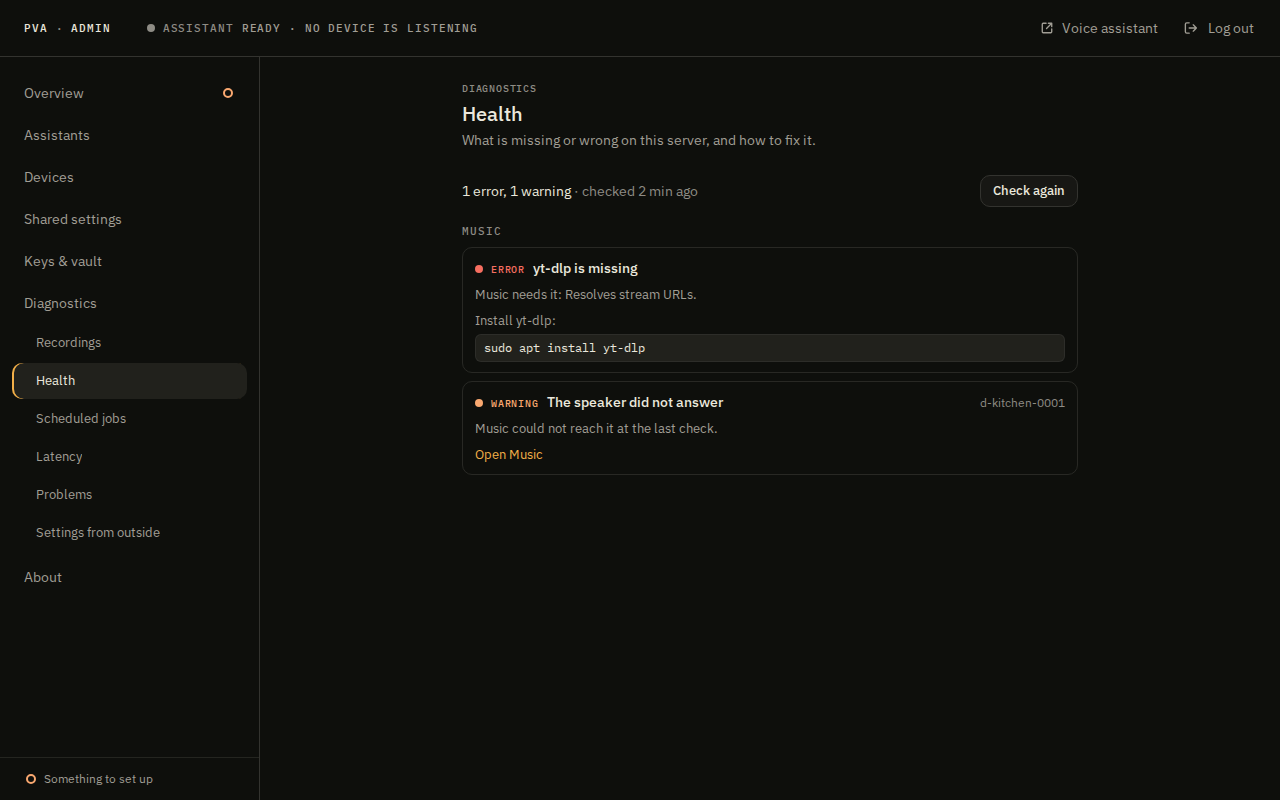 PVA · ADMIN
ASSISTANT READY · NO DEVICE IS LISTENING
Voice assistant
Log out
Overview
Assistants
Devices
Shared settings
Keys & vault
Diagnostics
Recordings
Health
Scheduled jobs
Latency
Problems
Settings from outside
About
Something to set up
DIAGNOSTICS
Health
What is missing or wrong on this server, and how to fix it.
1 error, 1 warning · checked 2 min ago
Check again
MUSIC
ERROR yt-dlp is missing
Music needs it: Resolves stream URLs.
Install yt-dlp:
sudo apt install yt-dlp
WARNING The speaker did not answer d-kitchen-0001
Music could not reach it at the last check.
Open Music